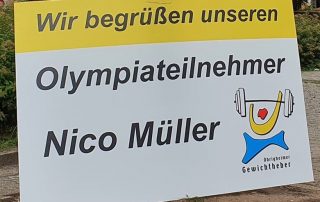 Wir begrüßen unseren
Olympiateilnehmer
Nico Müller
Obrigheimer
Gewichtheber